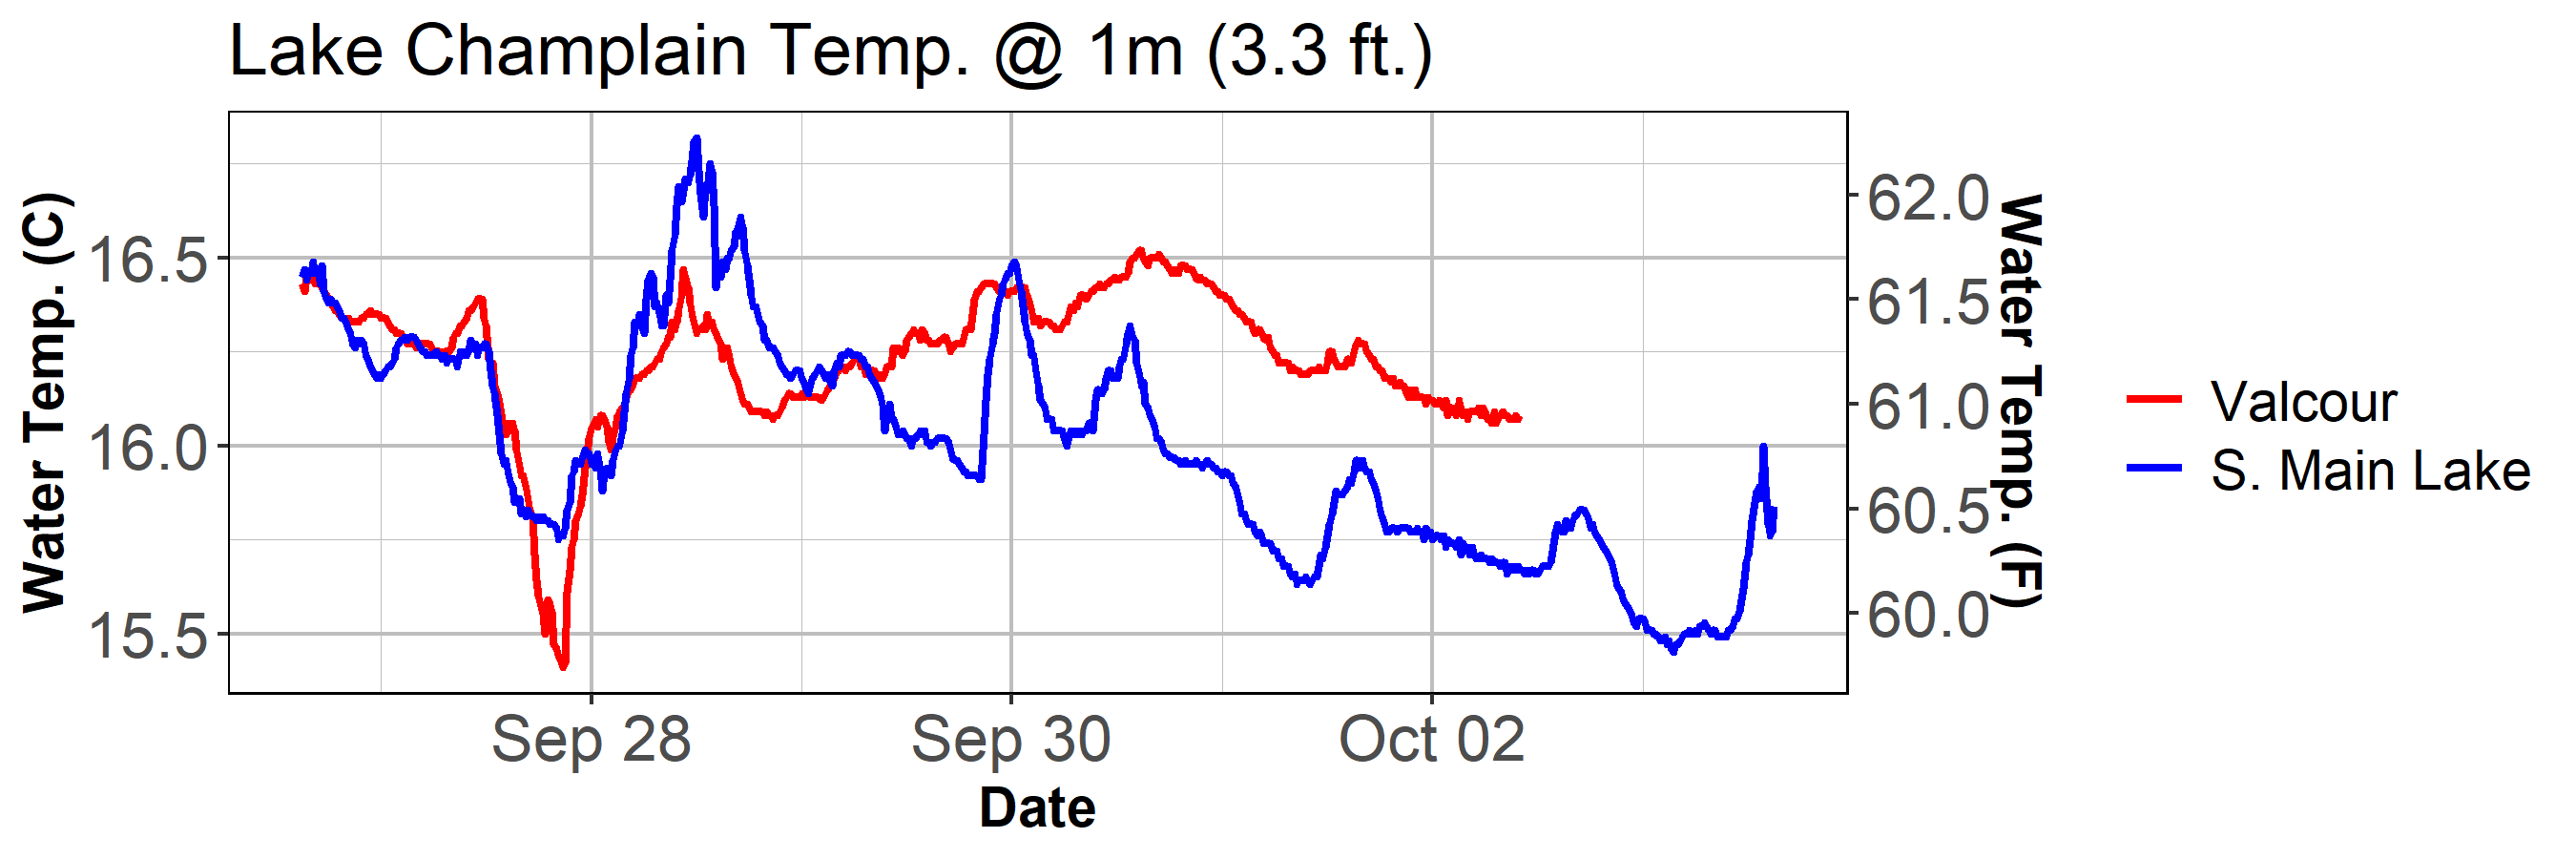 Lake Champlain Temp. @ 1m (3.3 ft.)
Water Temp. (C)
16.5
16.0
15.5
62.0
61.5
61.0
60.5
60.0
Water Temp. (F)
Sep 28
Sep 30
Oct 02
Date
Valcour
S. Main Lake